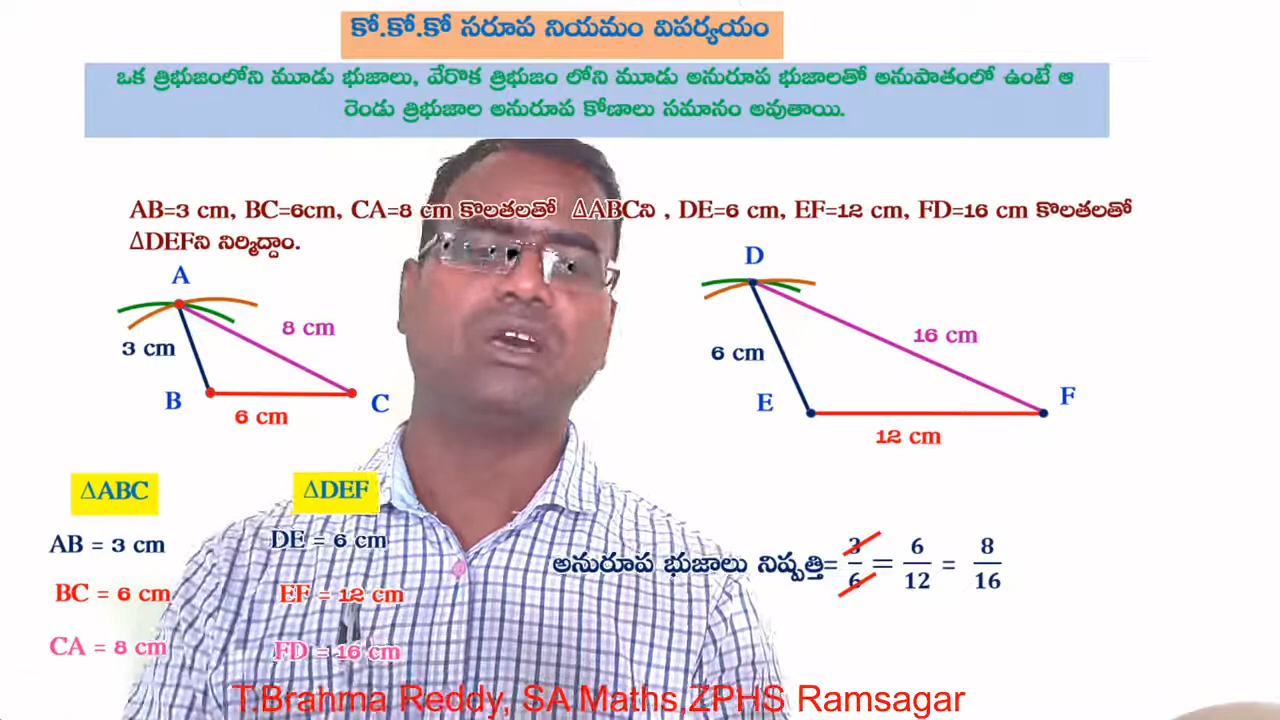 కో.కో.కో సరూప నియమం విపర్యయం
ఒక త్రిభుజంలోని మూడు భుజాలు, వేరొక త్రిభుజం లోని మూడు అనురూప భుజాలతో అనుపాతంలో ఉంటే ఆ
రెండు త్రిభుజాల అనురూప కోణాలు సమానం అవుతాయి.
AB=3 cm, BC=6cm, CA=8 cm కొలతలతో ΔABCని , DE=6 cm, EF=12 cm, FD=16 cm కొలతలతో
ΔDEFని నిర్మిద్దాం.
A
8 cm
3 cm
B
C
6 cm
D
16 cm
6 cm
E
F
12 cm
ΔABC
ΔDEF
AB = 3 cm
DE = 6 cm
BC = 6 cm
EF = 12 cm
CA = 8 cm
FD = 16 cm
అనురూప భుజాలు నిష్పత్తి= 3/6 = 6/12 = 8/16
T.Brahma Reddy, SA Maths,ZPHS Ramsagar